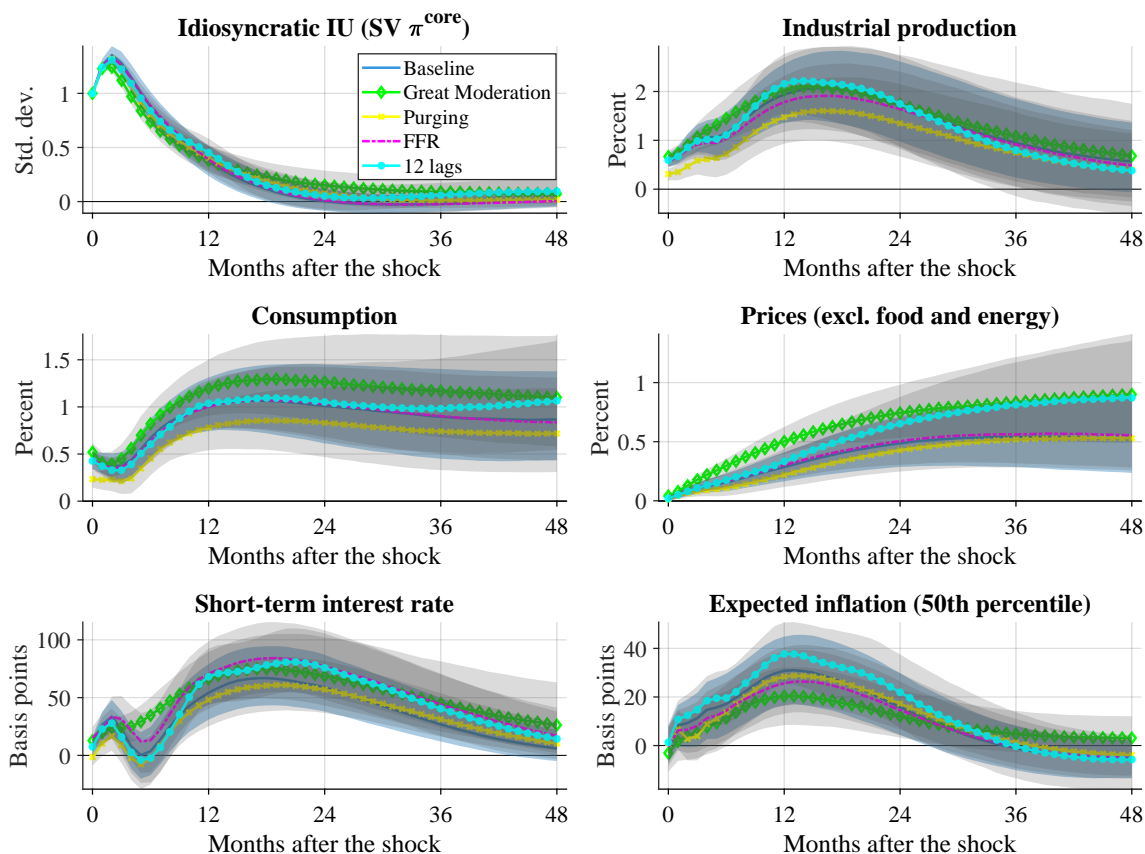 Idiosyncratic IU (SV π^core)
Std. dev.
1
0.5
0
0 12 24 36 48
Months after the shock
Baseline
Great Moderation
Purging
FFR
12 lags
Industrial production
Percent
2
1
0
0 12 24 36 48
Months after the shock
Consumption
Percent
1.5
1
0.5
0
0 12 24 36 48
Months after the shock
Prices (excl. food and energy)
Percent
1
0.5
0
0 12 24 36 48
Months after the shock
Short-term interest rate
Basis points
100
50
0
0 12 24 36 48
Months after the shock
Expected inflation (50th percentile)
Basis points
40
20
0
0 12 24 36 48
Months after the shock